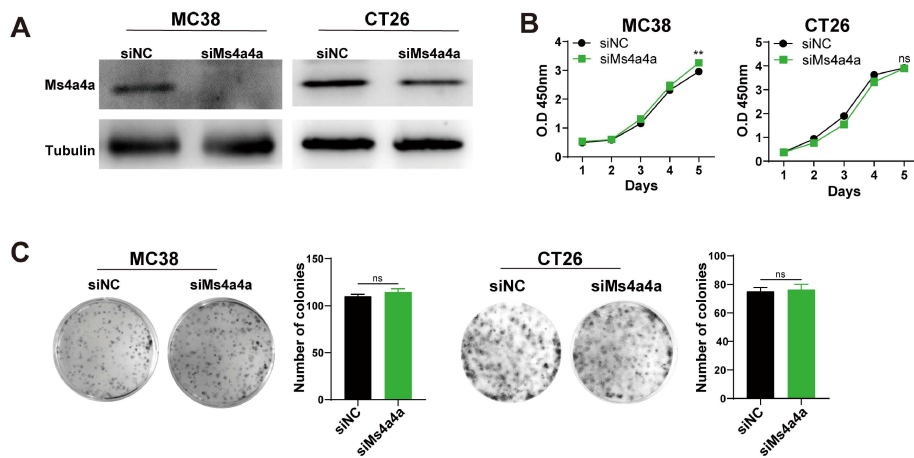 A
MC38
CT26
siNC
siMs4a4a
siNC
siMs4a4a
Ms4a4a
Tubulin
B
MC38
siNC
siMs4a4a
**
O.D 450nm
4
3
2
1
0
1 2 3 4 5
Days
CT26
siNC
siMs4a4a
ns
O.D 450nm
5
4
3
2
1
0
1 2 3 4 5
Days
C
MC38
siNC
siMs4a4a
Number of colonies
150
100
50
0
ns
siNC
siMs4a4a
CT26
siNC
siMs4a4a
Number of colonies
100
80
60
40
20
0
ns
siNC
siMs4a4a